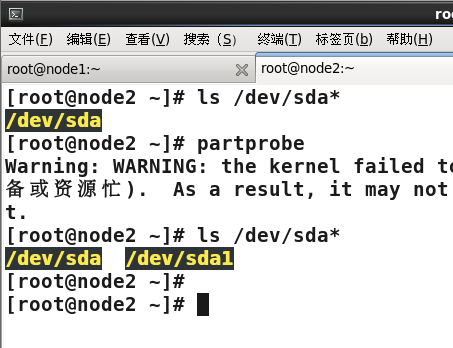 ro
文件(F) 编辑(E) 查看(V) 搜索（S） 终端(T) 标签页(b) 帮助(H)
root@node1:~ root@node2:~
[root@node2 ~]# ls /dev/sda*
/dev/sda
[root@node2 ~]# partprobe
Warning: WARNING: the kernel failed to
备或资源忙).  As a result, it may not
t.
[root@node2 ~]# ls /dev/sda*
/dev/sda  /dev/sda1
[root@node2 ~]#
[root@node2 ~]#